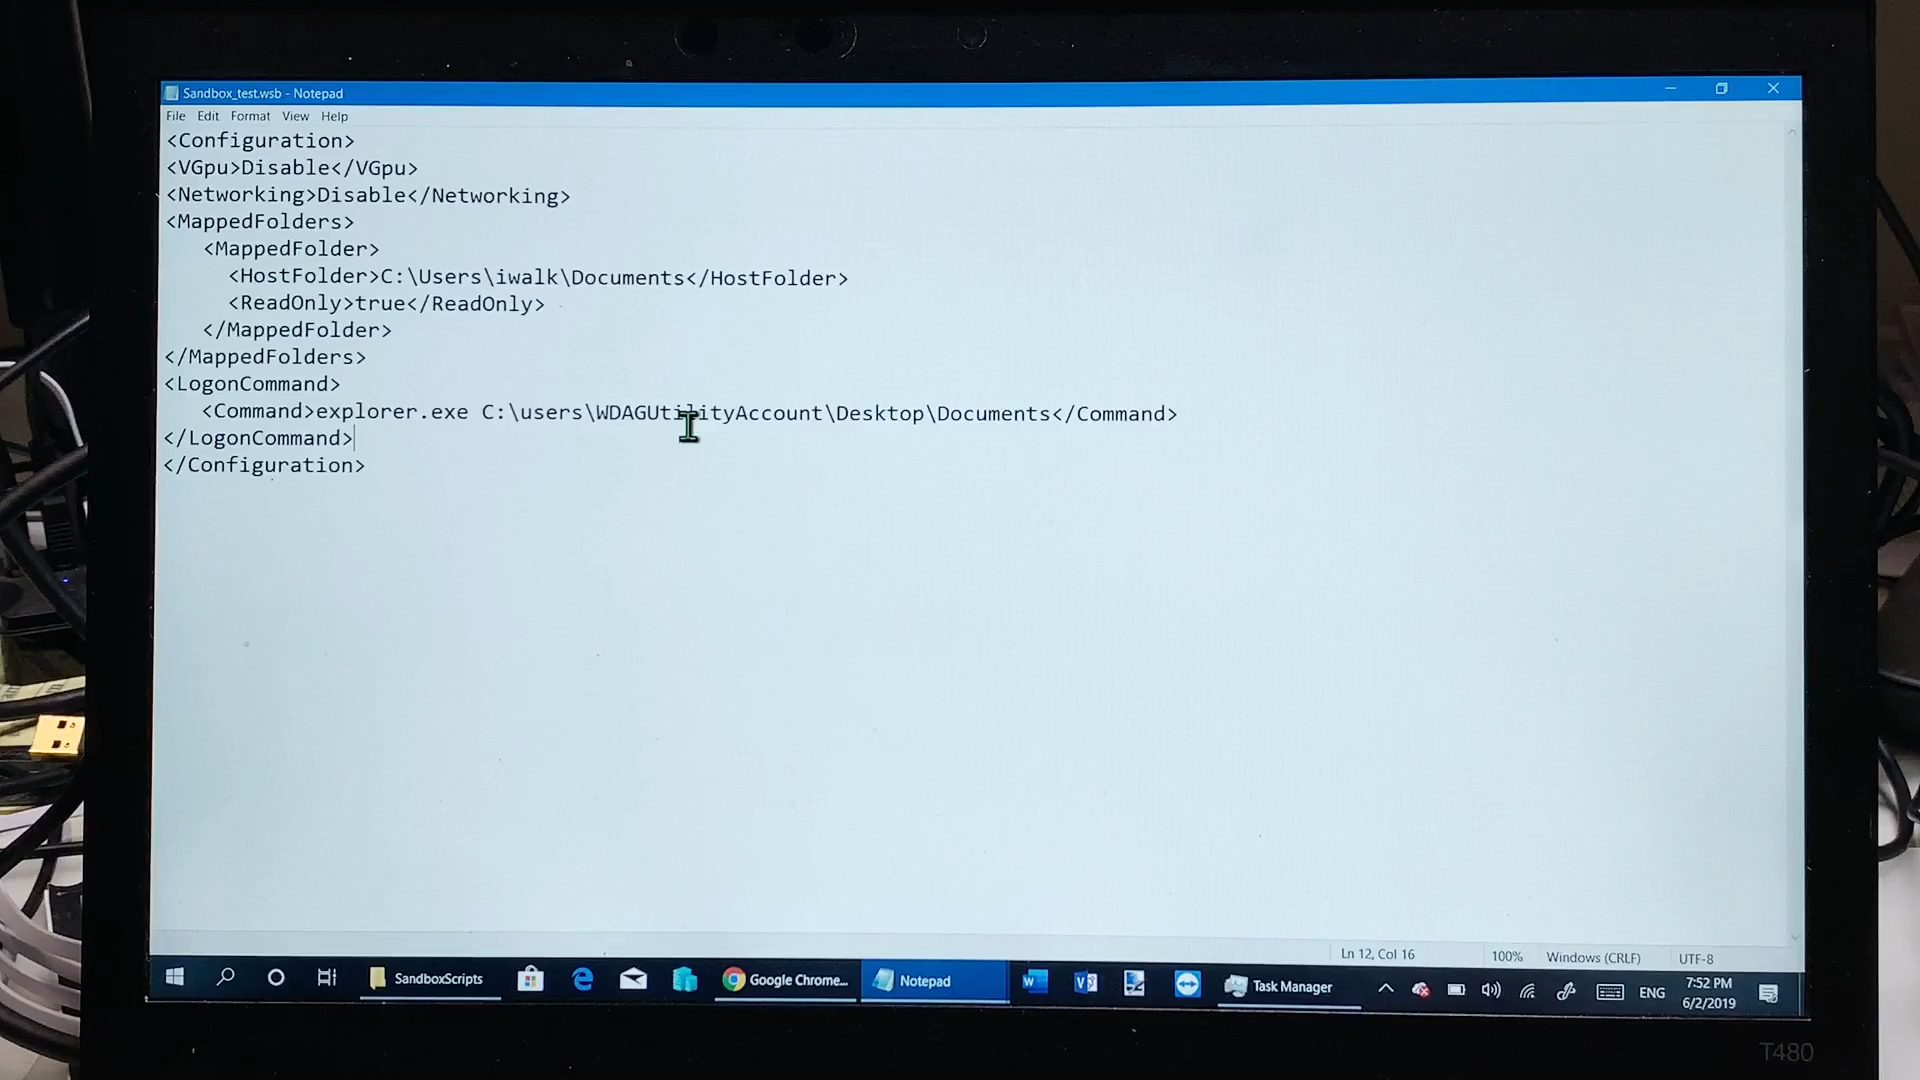 Sandbox_test.wsb - Notepad
File Edit Format View Help
<Configuration>
<VGpu>Disable</VGpu>
<Networking>Disable</Networking>
<MappedFolders>
<MappedFolder>
<HostFolder>C:\Users\iwalk\Documents</HostFolder>
<ReadOnly>true</ReadOnly>
</MappedFolder>
</MappedFolders>
<LogonCommand>
<Command>explorer.exe C:\users\WDAGUtilityAccount\Desktop\Documents</Command>
</LogonCommand>
</Configuration>
Ln 12, Col 16 100% Windows (CRLF) UTF-8
SandboxScripts Google Chrome... Notepad Task Manager ENG 7:52 PM
6/2/2019
T480